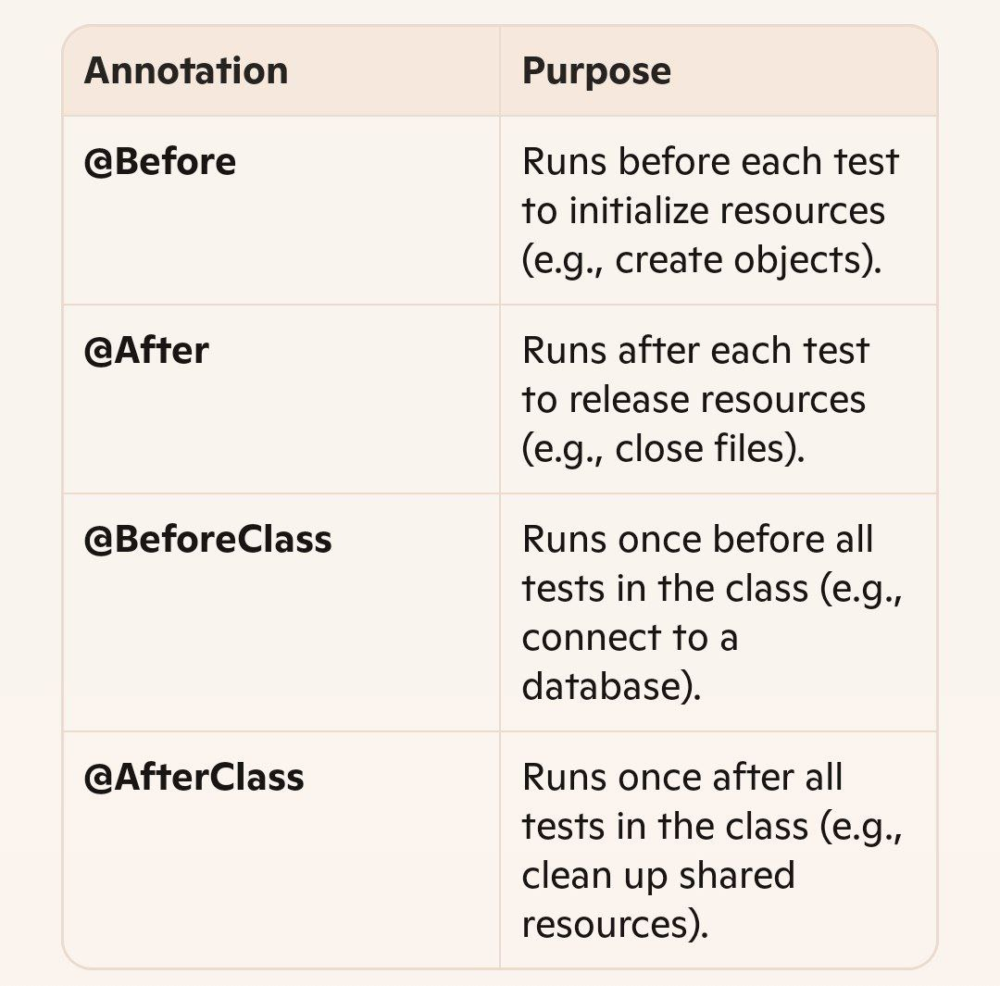 Annotation
Purpose
@Before
Runs before each test
to initialize resources
(e.g., create objects).
@After
Runs after each test
to release resources
(e.g., close files).
@BeforeClass
Runs once before all
tests in the class (e.g.,
connect to a
database).
@AfterClass
Runs once after all
tests in the class (e.g.,
clean up shared
resources).